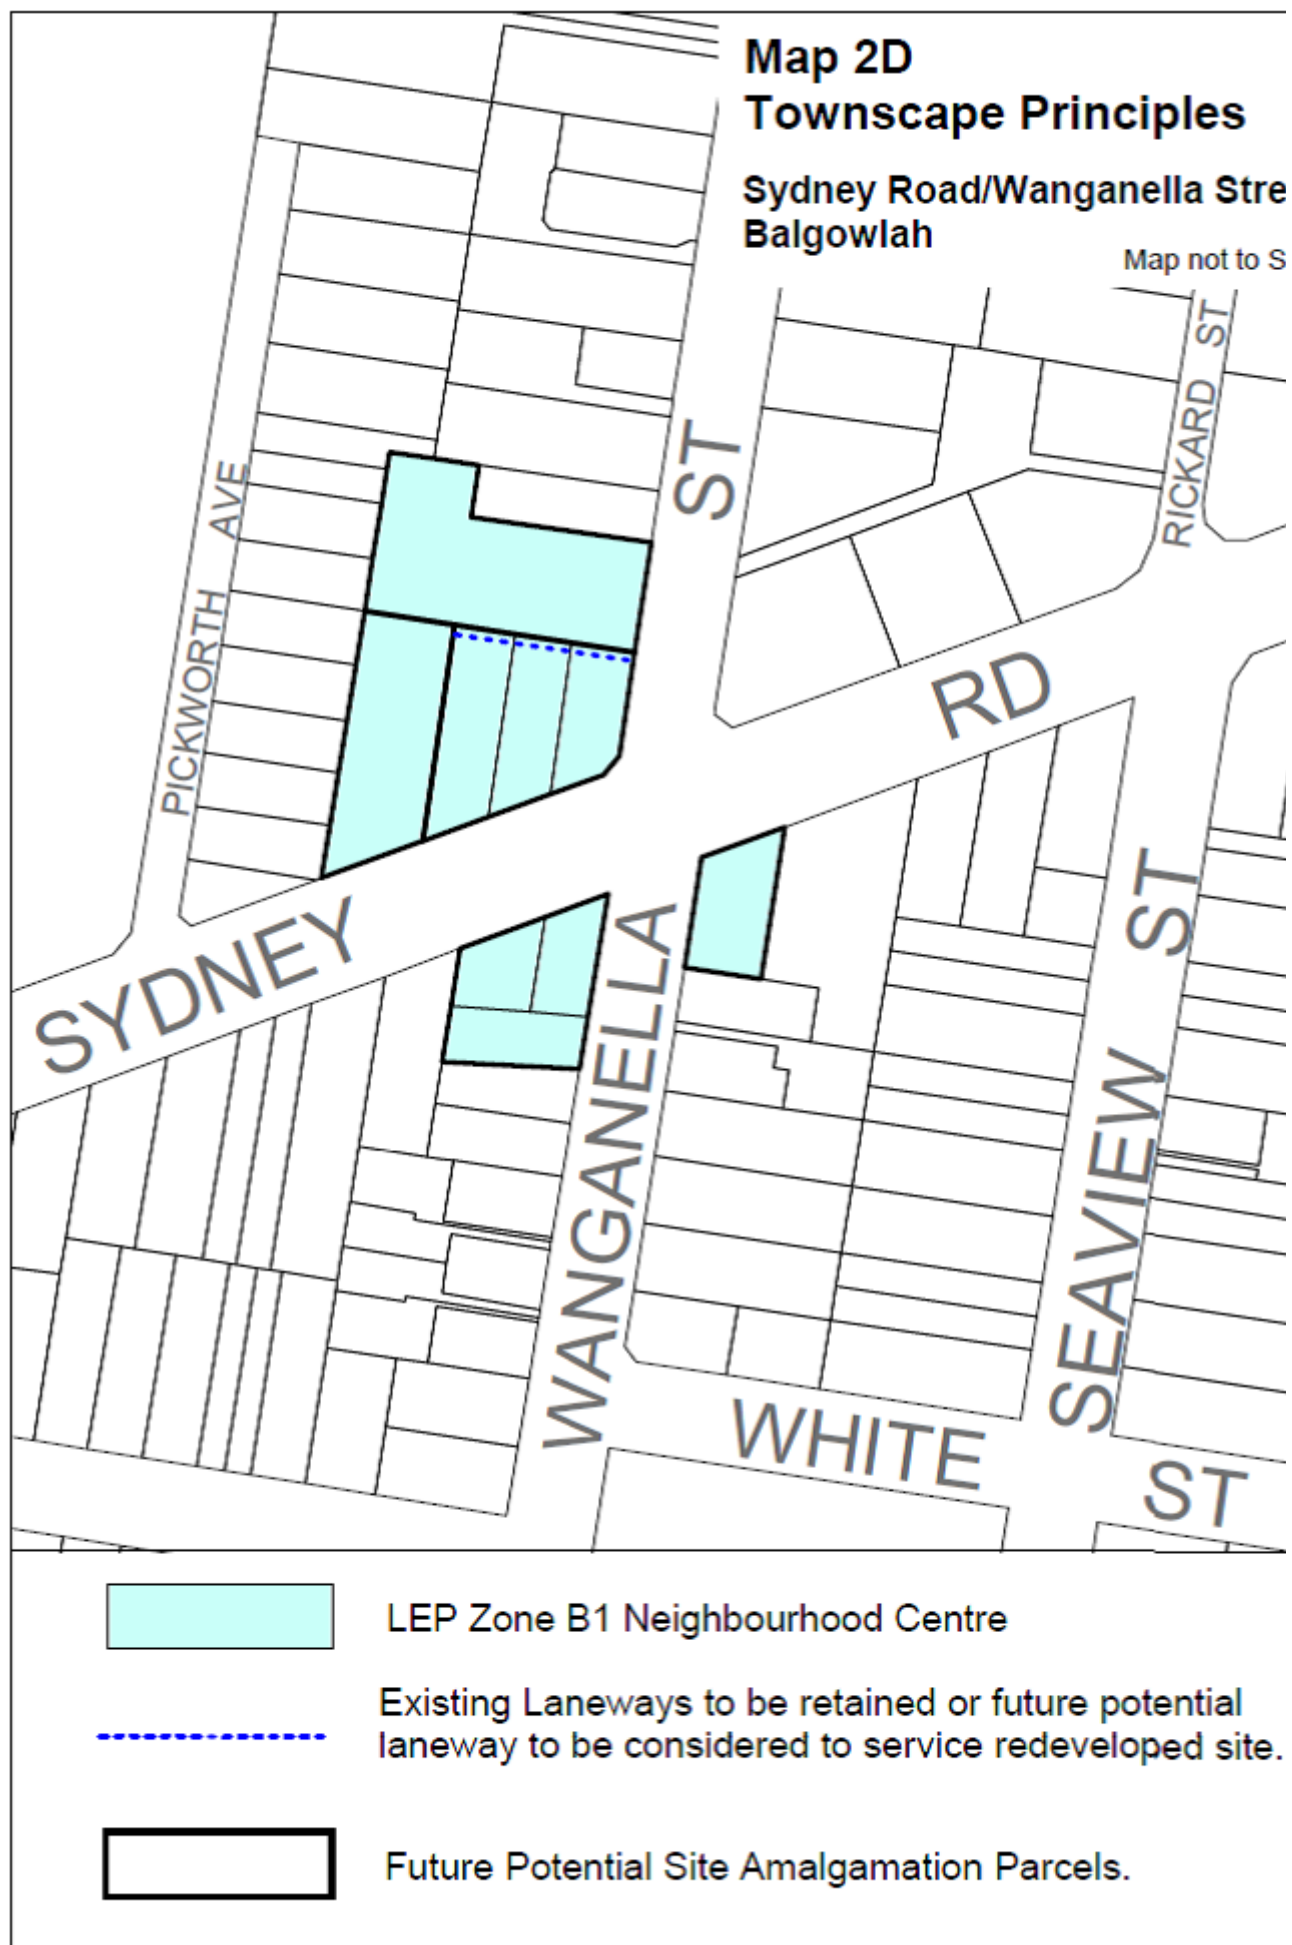 Map 2D
Townscape Principles
Sydney Road/Wanganella Stre
Balgowlah
Map not to S
RICKARD ST
ST
PICKWORTH AVE
RD
SYDNEY
WANGANELLA
SEAVIEW ST
WHITE ST
LEP Zone B1 Neighbourhood Centre
Existing Laneways to be retained or future potential
laneway to be considered to service redeveloped site.
Future Potential Site Amalgamation Parcels.